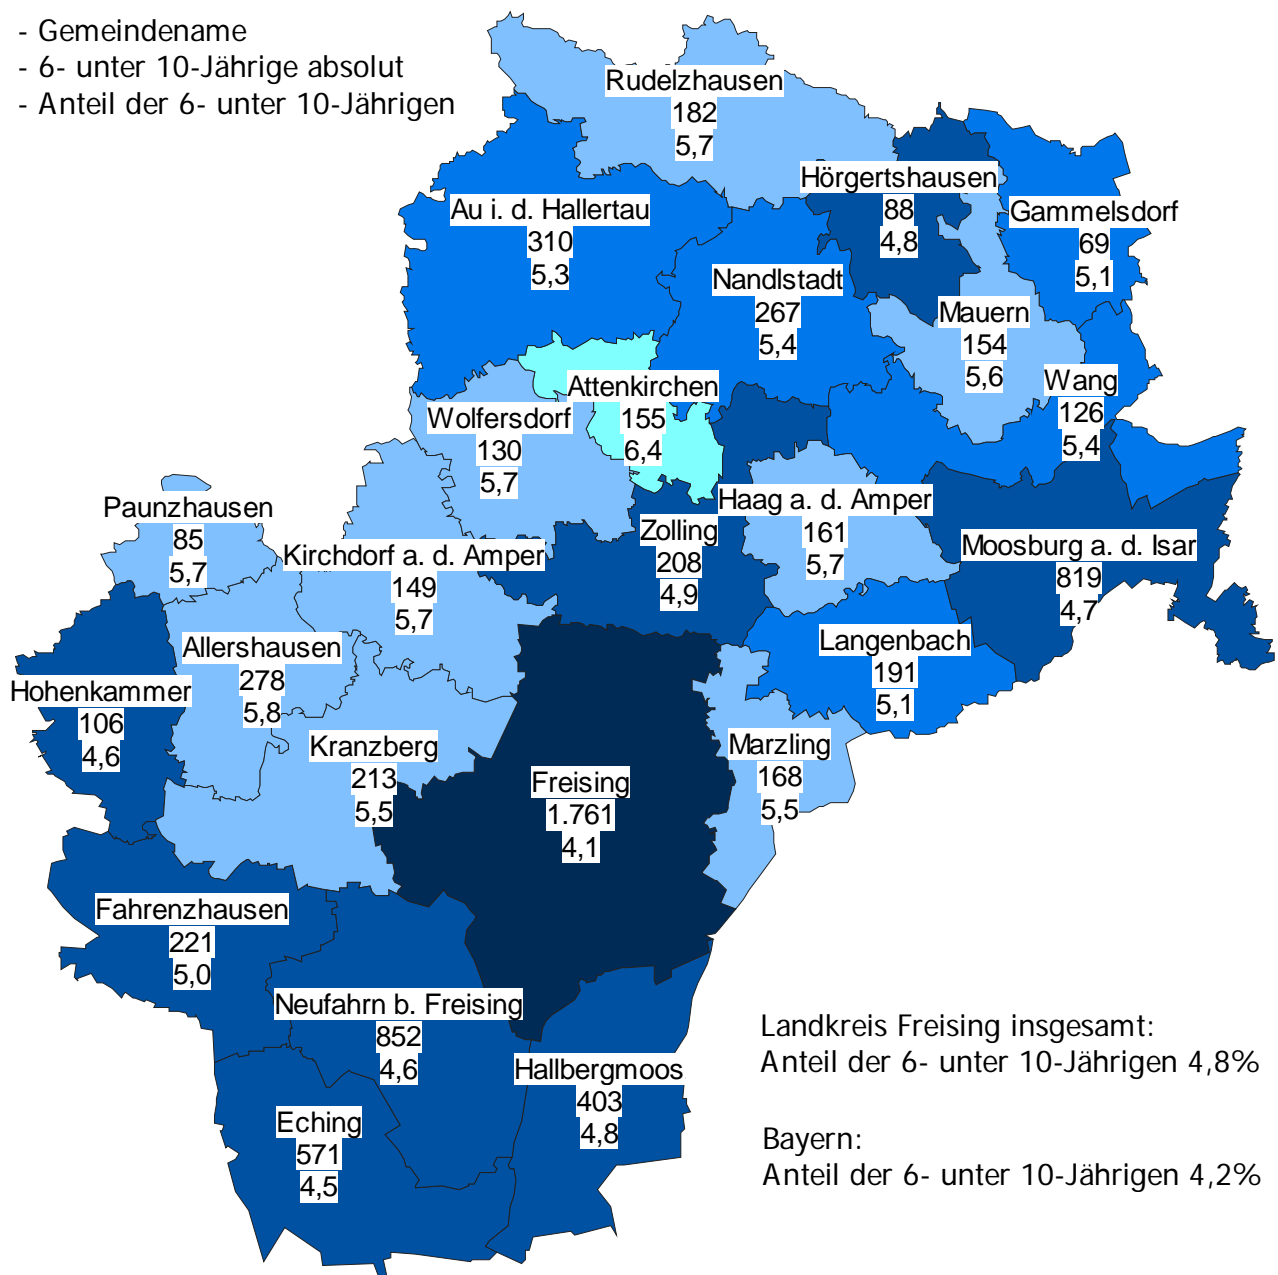 - Gemeindename
- 6- unter 10-Jährige absolut
- Anteil der 6- unter 10-Jährigen
Rudelzhausen
182
5,7
Hörgertshausen
88
4,8
Au i. d. Hallertau
310
5,3
Gammelsdorf
69
5,1
Nandlstadt
267
5,4
Mauern
154
5,6
Attenkirchen
155
6,4
Wang
126
5,4
Wolfersdorf
130
5,7
Paunzhausen
85
5,7
Haag a. d. Amper
161
5,7
Zolling
208
4,9
Moosburg a. d. Isar
819
4,7
Kirchdorf a. d. Amper
149
5,7
Allershausen
278
5,8
Langenbach
191
5,1
Hohenkammer
106
4,6
Kranzberg
213
5,5
Marzling
168
5,5
Freising
1.761
4,1
Fahrenzhausen
221
5,0
Neufahrn b. Freising
852
4,6
Hallbergmoos
403
4,8
Eching
571
4,5
Landkreis Freising insgesamt:
Anteil der 6- unter 10-Jährigen 4,8%
Bayern:
Anteil der 6- unter 10-Jährigen 4,2%